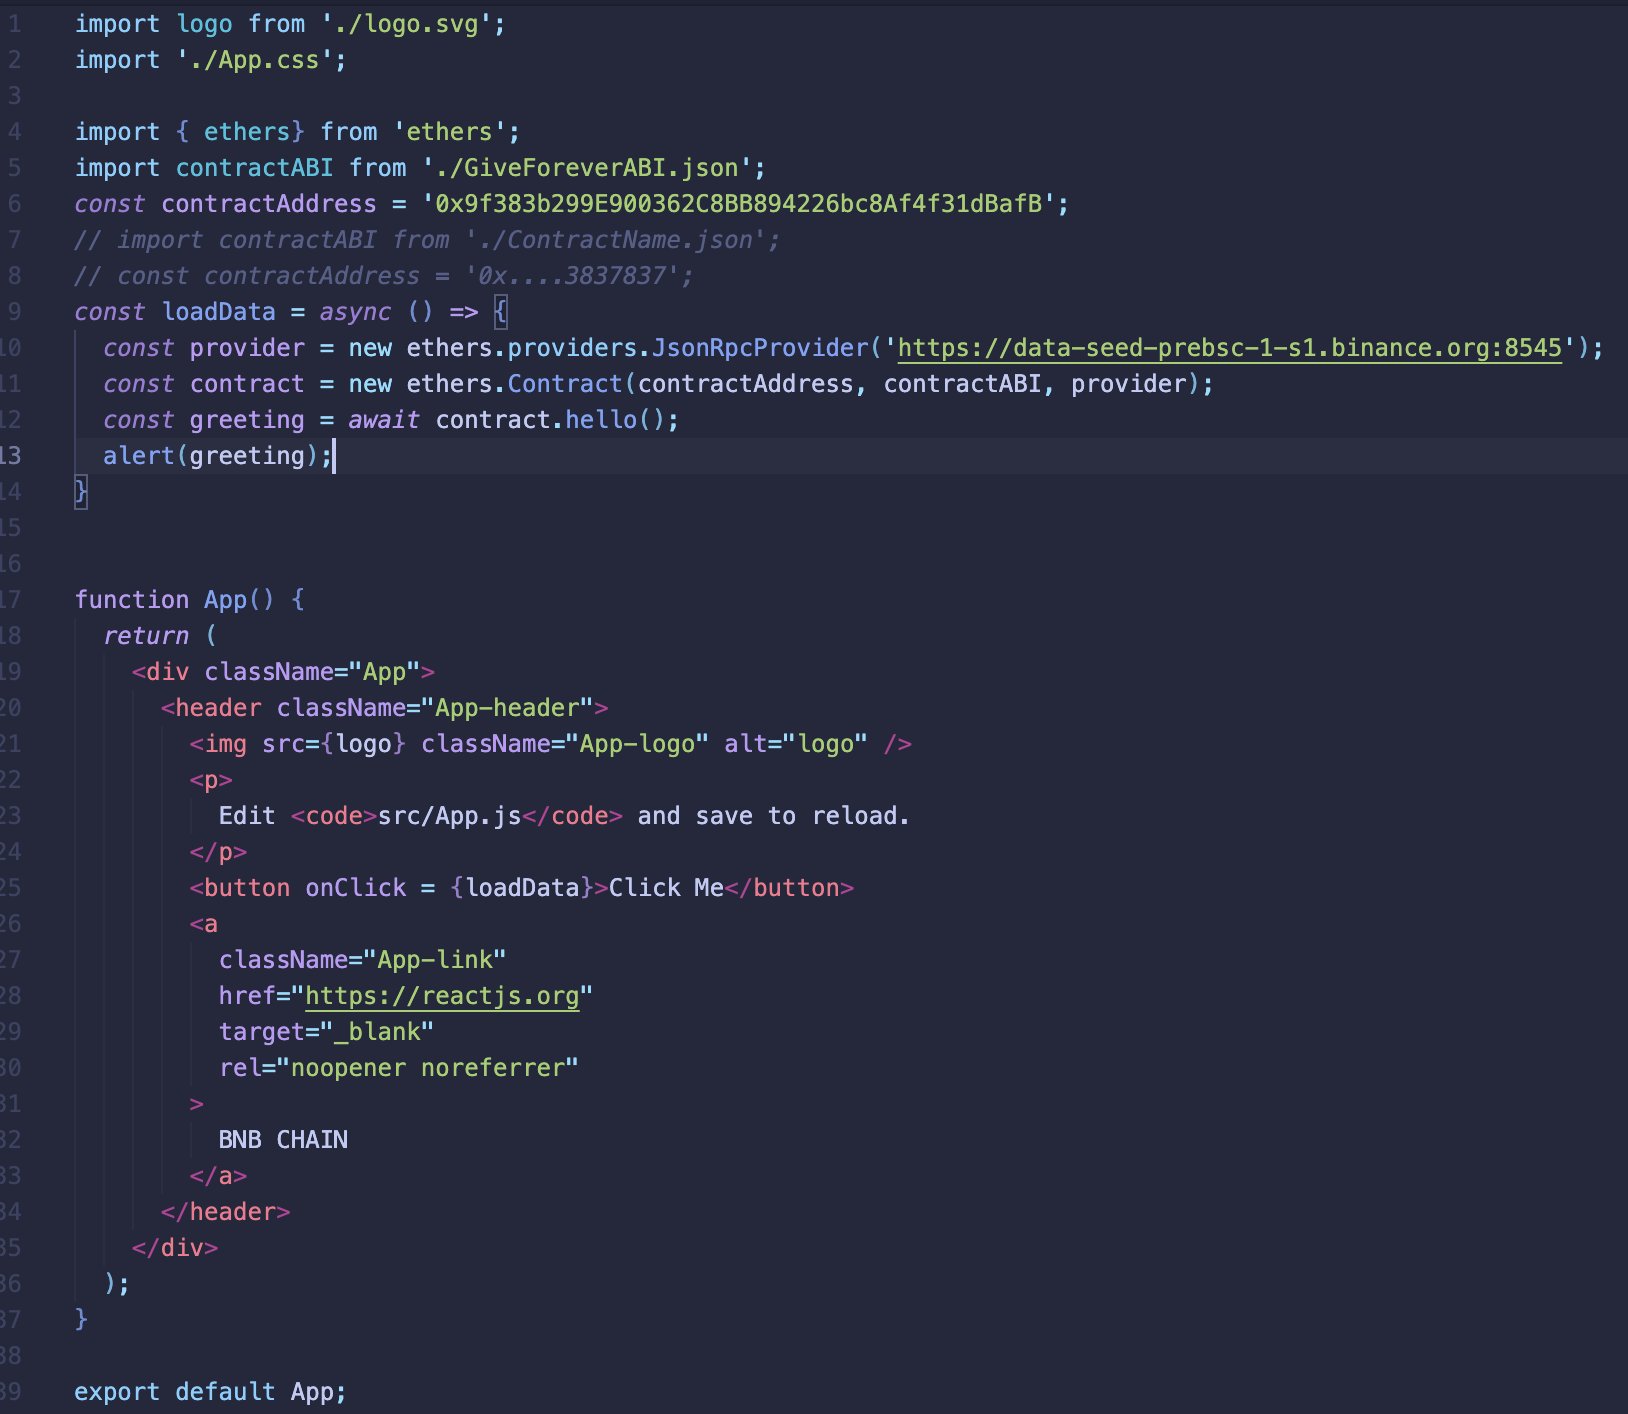 1 import logo from './logo.svg';
2 import './App.css';
3
4 import { ethers} from 'ethers';
5 import contractABI from './GiveForeverABI.json';
6 const contractAddress = '0x9f383b299E900362C8BB894226bc8Af4f31dBafB';
7 // import contractABI from './ContractName.json';
8 // const contractAddress = '0x....3837837';
9 const loadData = async () => {
10 const provider = new ethers.providers.JsonRpcProvider('https://data-seed-prebsc-1-s1.binance.org:8545');
11 const contract = new ethers.Contract(contractAddress, contractABI, provider);
12 const greeting = await contract.hello();
13 alert(greeting);
14 }
15
16
17 function App() {
18 return (
19 <div className="App">
20 <header className="App-header">
21 <img src={logo} className="App-logo" alt="logo" />
22 <p>
23 Edit <code>src/App.js</code> and save to reload.
24 </p>
25 <button onClick = {loadData}>Click Me</button>
26 <a
27 className="App-link"
28 href="https://reactjs.org"
29 target="_blank"
30 rel="noopener noreferrer"
31 >
32 BNB CHAIN
33 </a>
34 </header>
35 </div>
36 );
37 }
38
39 export default App;